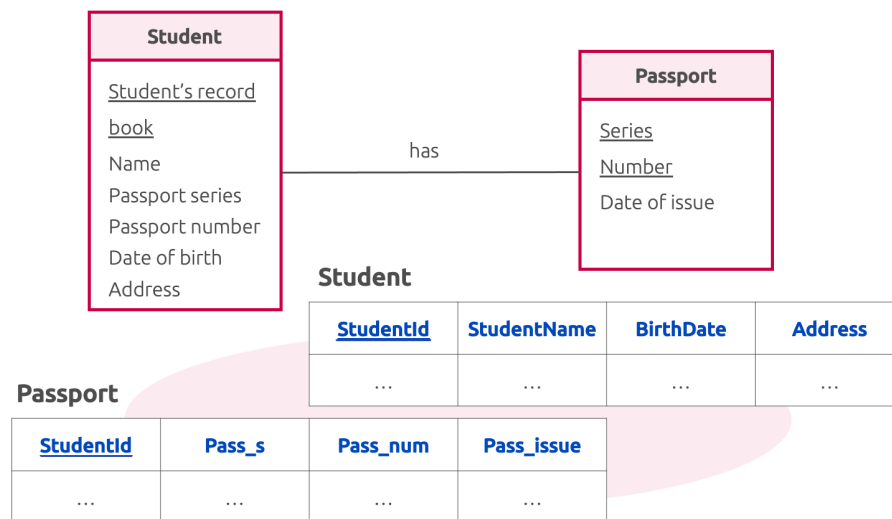 Student
Student’s record
book
Name
Passport series
Passport number
Date of birth
Address
has
Passport
Series
Number
Date of issue
Student
StudentId StudentName BirthDate Address
... ... ... ...
Passport
StudentId Pass_s Pass_num Pass_issue
... ... ... ...